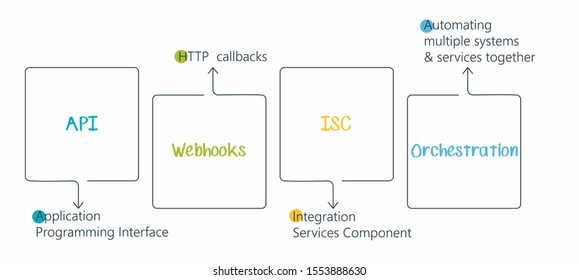 API
Application
Programming Interface
HTTP callbacks
Webhooks
ISC
Integration
Services Component
Automating
multiple systems
& services together
Orchestration
shutterstock.com · 1553888630